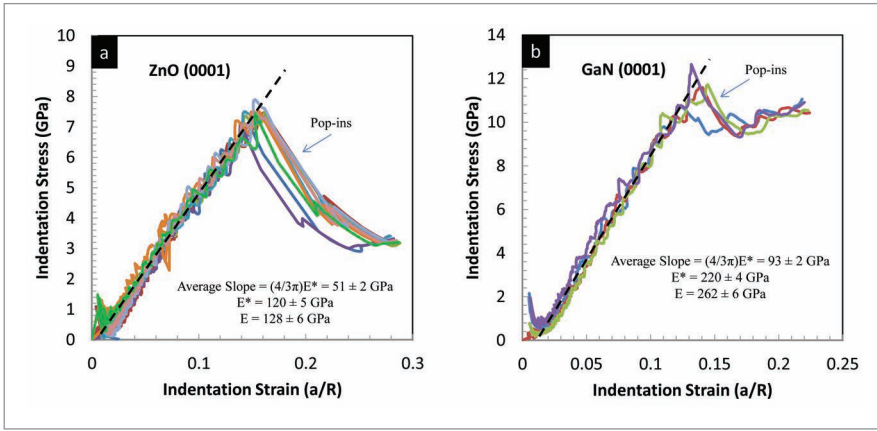 a
ZnO (0001)
Pop-ins
Average Slope = (4/3π)E* = 51 ± 2 GPa
E* = 120 ± 5 GPa
E = 128 ± 6 GPa
Indentation Stress (GPa)
10
9
8
7
6
5
4
3
2
1
0
0
0.1
0.2
0.3
Indentation Strain (a/R)
b
GaN (0001)
Pop-ins
Average Slope = (4/3π)E* = 93 ± 2 GPa
E* = 220 ± 4 GPa
E = 262 ± 6 GPa
Indentation Stress (GPa)
14
12
10
8
6
4
2
0
0
0.05
0.1
0.15
0.2
0.25
Indentation Strain (a/R)